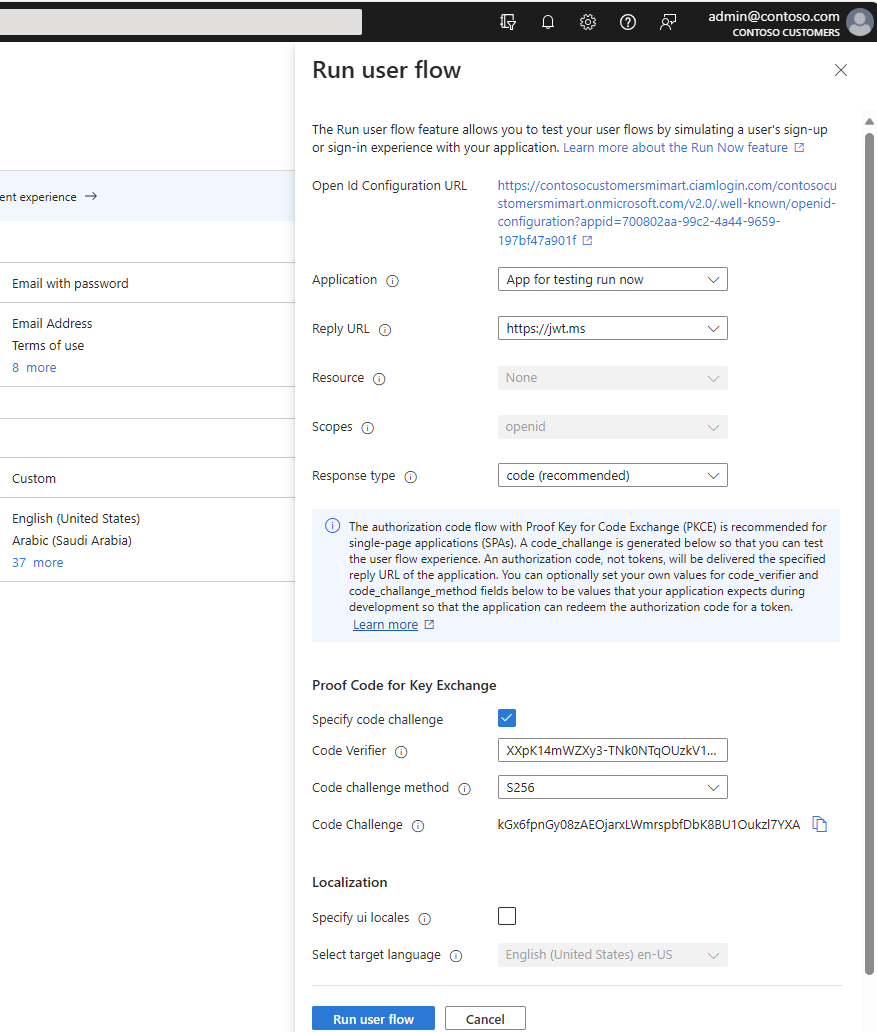 admin@contoso.com
CONTOSO CUSTOMERS
Run user flow
The Run user flow feature allows you to test your user flows by simulating a user's sign-up
or sign-in experience with your application. Learn more about the Run Now feature
ent experience
Open Id Configuration URL
https://contosocustomersmimart.ciamlogin.com/contosocu
stomersmimart.onmicrosoft.com/v2.0/.well-known/openid-
configuration?appid=700802aa-99c2-4a44-9659-
197bf47a901f
Email with password
Email Address
Terms of use
8 more
Custom
English (United States)
Arabic (Saudi Arabia)
37 more
Application
App for testing run now
Reply URL
https://jwt.ms
Resource
None
Scopes
openid
Response type
code (recommended)
The authorization code flow with Proof Key for Code Exchange (PKCE) is recommended for
single-page applications (SPAs). A code_challange is generated below so that you can test
the user flow experience. An authorization code, not tokens, will be delivered the specified
reply URL of the application. You can optionally set your own values for code_verifier and
code_challange_method fields below to be values that your application expects during
development so that the application can redeem the authorization code for a token.
Learn more
Proof Code for Key Exchange
Specify code challenge
Code Verifier
XXpK14mWZXy3-TNk0NTqOUzkV1...
Code challenge method
S256
Code Challenge
kGx6fpnGy08zAEOjarxLWmrspbfDbK8BU1Oukzl7YXA
Localization
Specify ui locales
Select target language
English (United States) en-US
Run user flow
Cancel